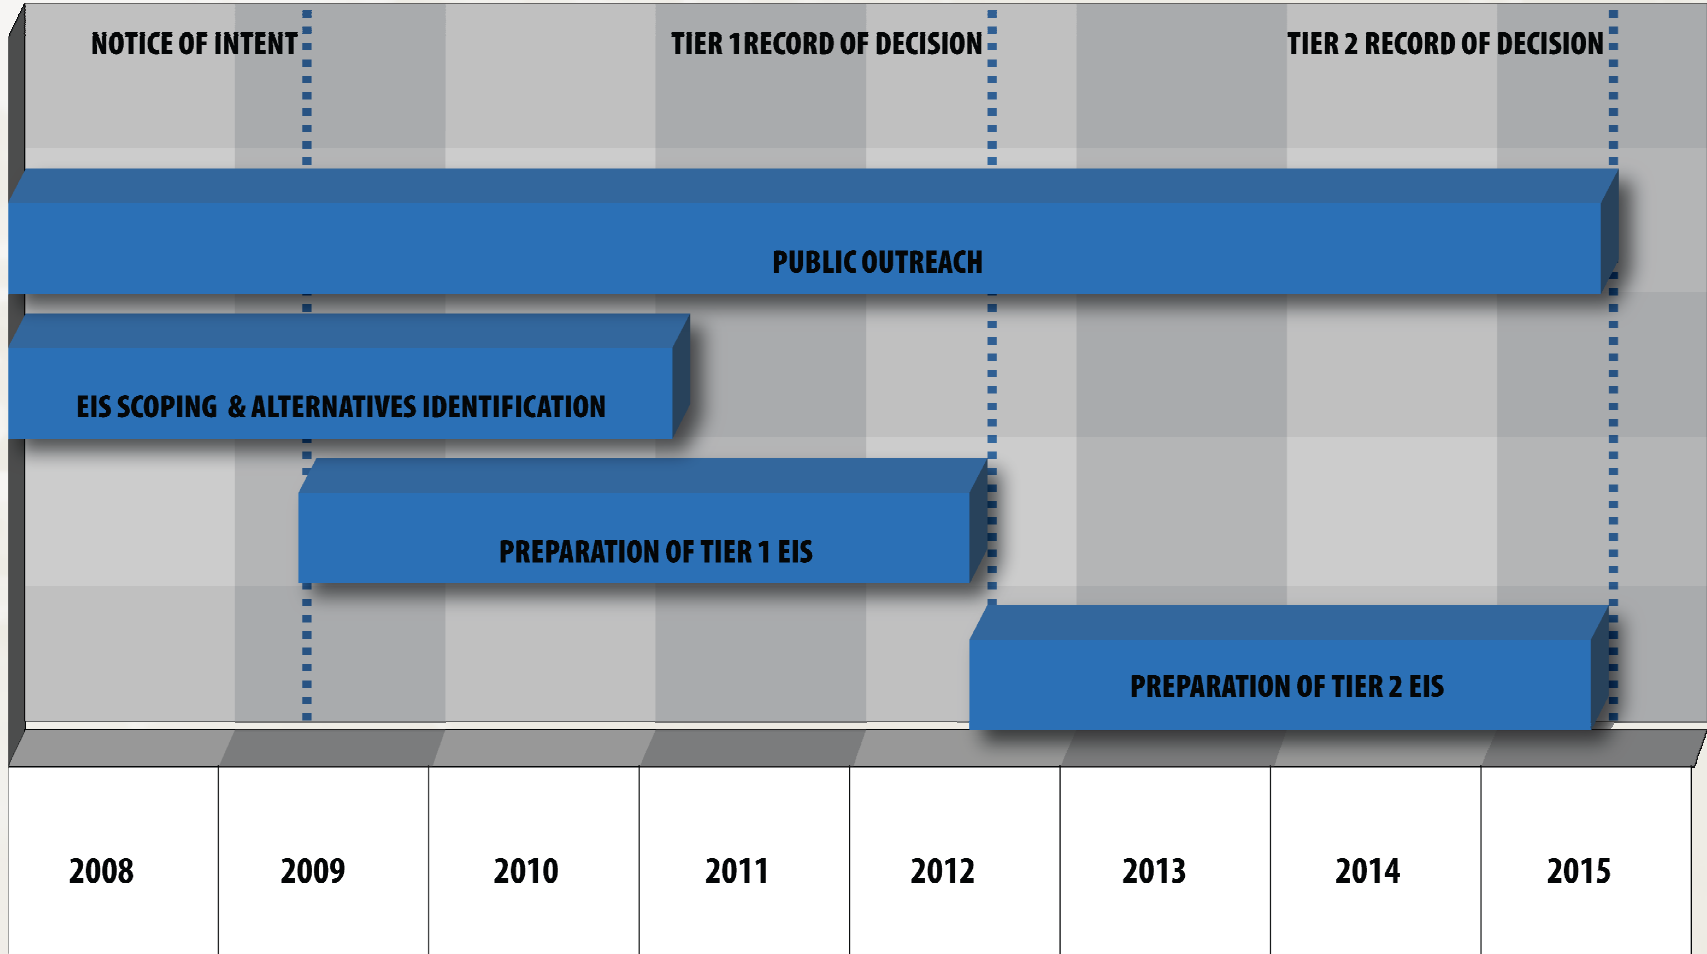 NOTICE OF INTENT
TIER 1RECORD OF DECISION
TIER 2 RECORD OF DECISION
PUBLIC OUTREACH
EIS SCOPING & ALTERNATIVES IDENTIFICATION
PREPARATION OF TIER 1 EIS
PREPARATION OF TIER 2 EIS
2008 2009 2010 2011 2012 2013 2014 2015